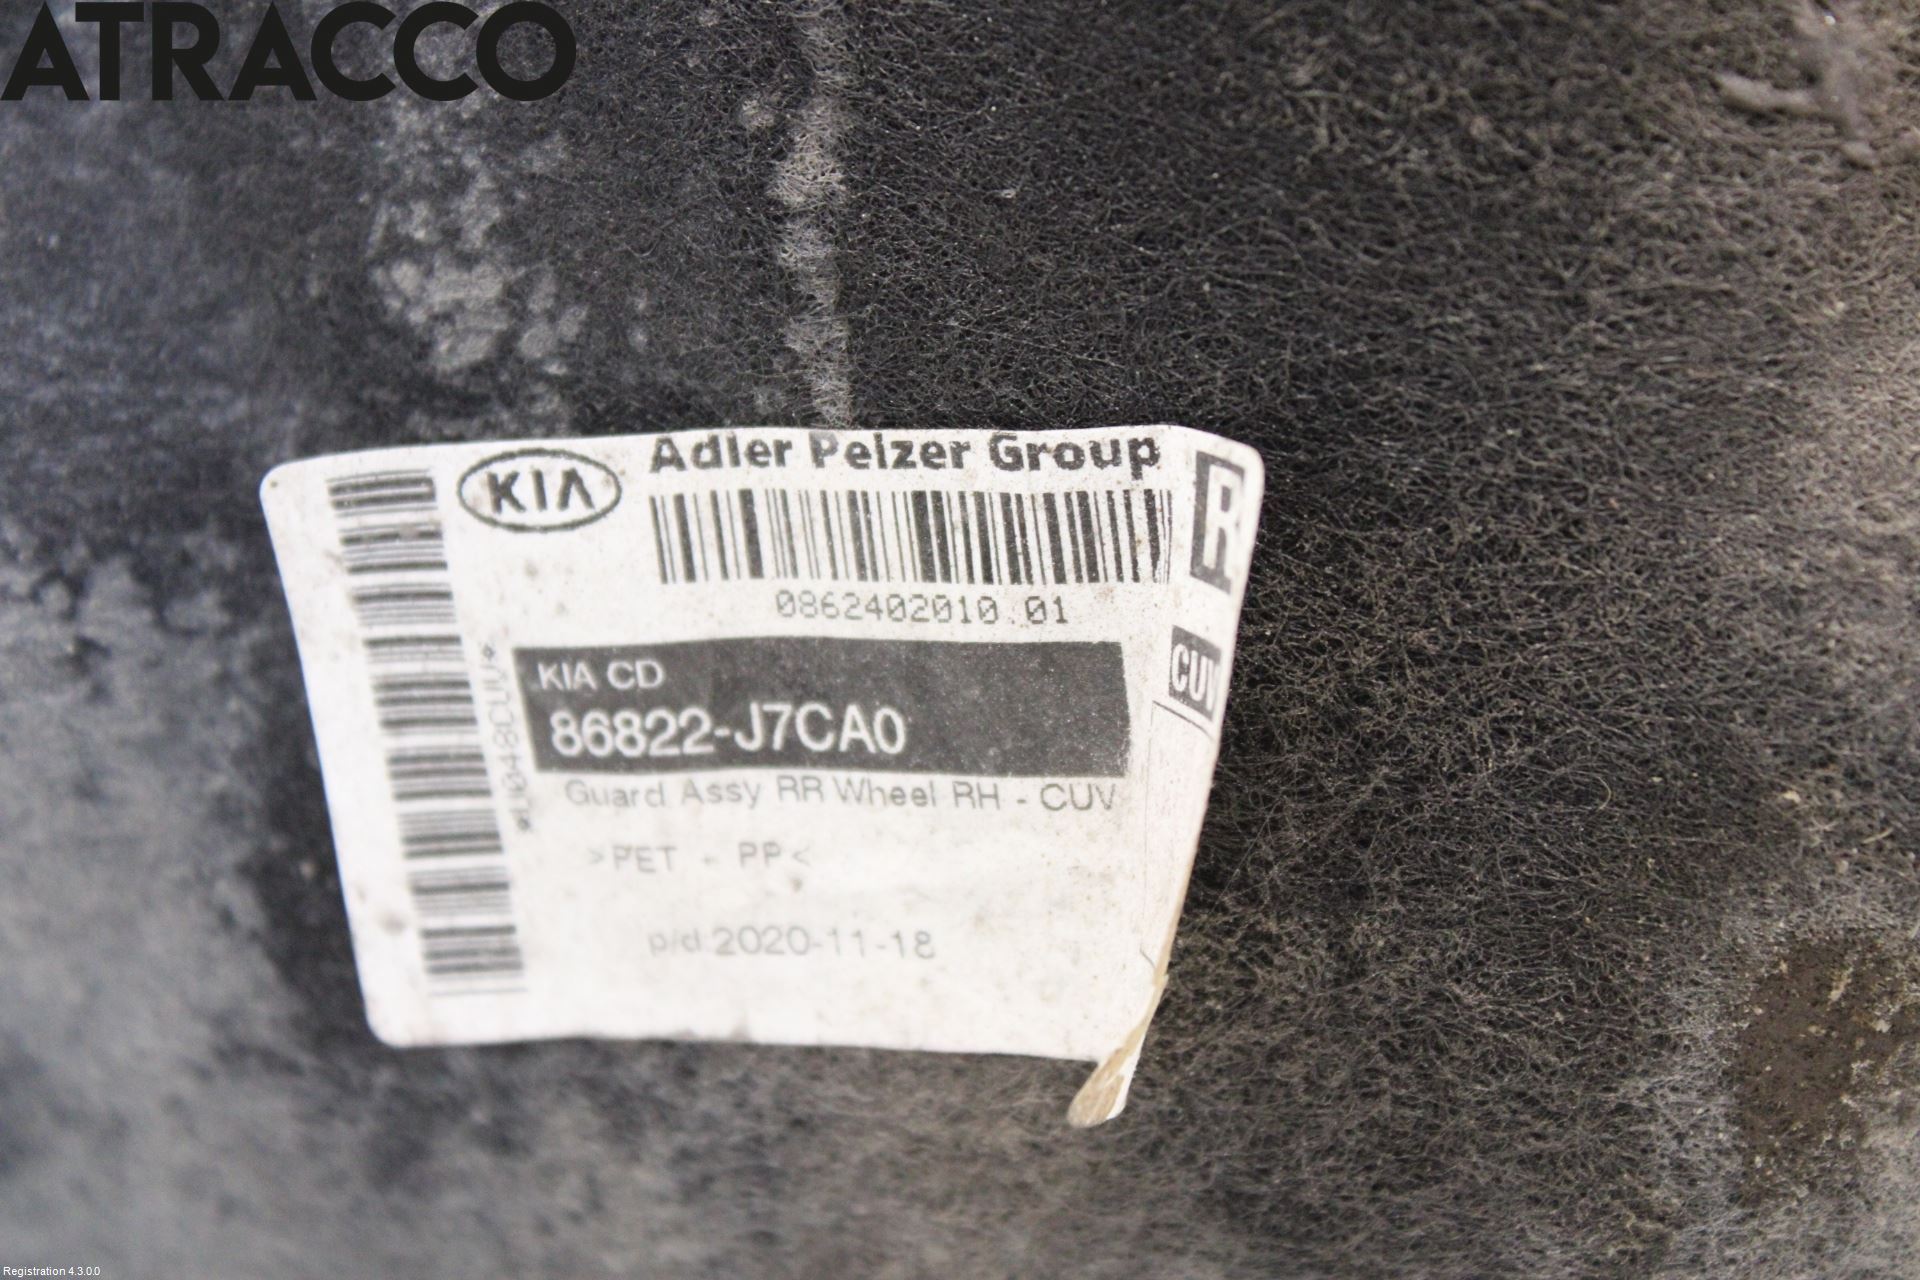 ATRACCO
KIA
Adler Pelzer Group
R
0862402010 01
CUV
KIA CD
86822-J7CA0
Guard Assy RR Wheel RH - CUV
>PET - PP<
p/d 2020-11-18
*U048CUV*
Registration 4.3.0.0